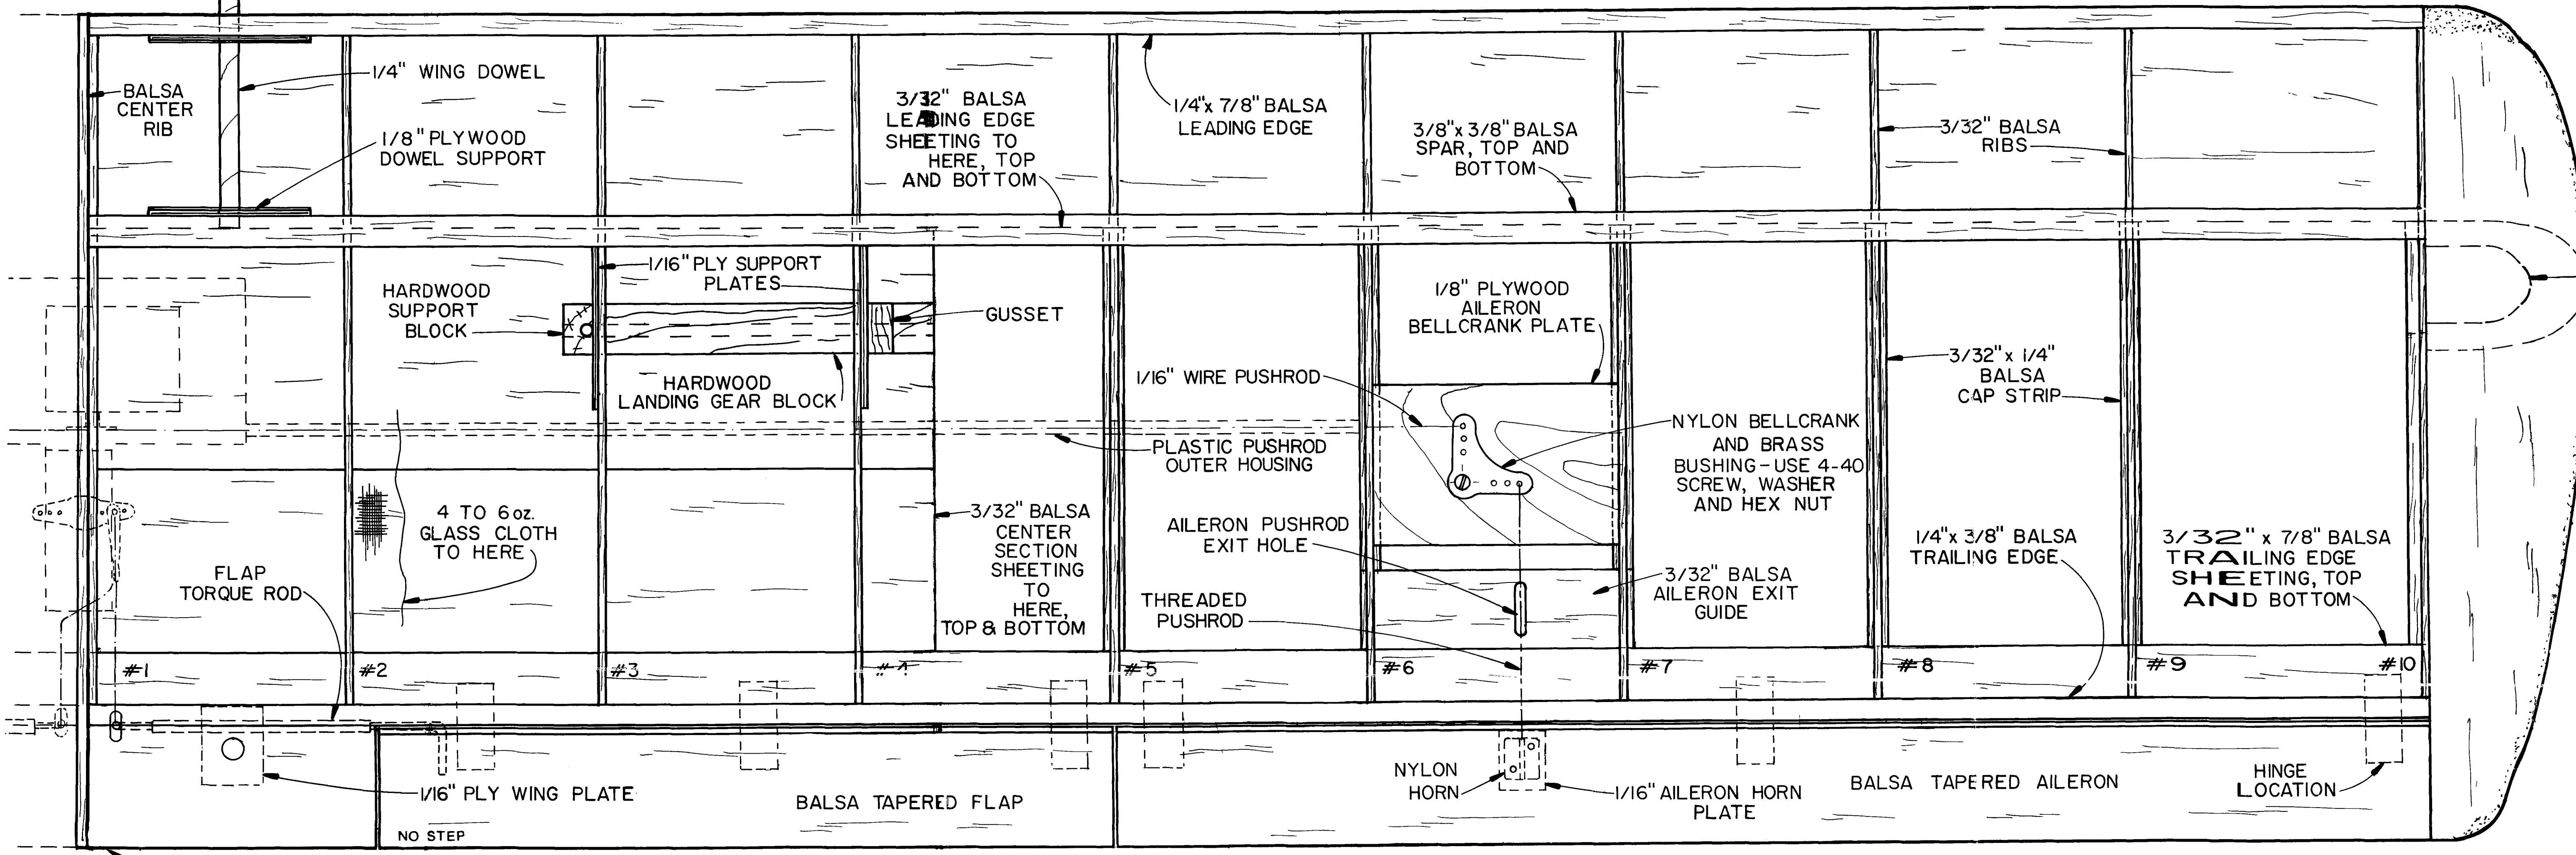 BALSA
CENTER
RIB
1/4" WING DOWEL
1/8" PLYWOOD
DOWEL SUPPORT
3/32" BALSA
LEADING EDGE
SHEETING TO
HERE, TOP
AND BOTTOM
1/4"x 7/8" BALSA
LEADING EDGE
3/8"x 3/8" BALSA
SPAR, TOP AND
BOTTOM
3/32" BALSA
RIBS
HARDWOOD
SUPPORT
BLOCK
1/16" PLY SUPPORT
PLATES
GUSSET
HARDWOOD
LANDING GEAR BLOCK
1/8" PLYWOOD
AILERON
BELLCRANK PLATE
1/16" WIRE PUSHROD
PLASTIC PUSHROD
OUTER HOUSING
NYLON BELLCRANK
AND BRASS
BUSHING-USE 4-40
SCREW, WASHER
AND HEX NUT
3/32"x 1/4"
BALSA
CAP STRIP
4 TO 6 oz.
GLASS CLOTH
TO HERE
FLAP
TORQUE ROD
3/32" BALSA
CENTER
SECTION
SHEETING
TO
HERE,
TOP & BOTTOM
AILERON PUSHROD
EXIT HOLE
THREADED
PUSHROD
3/32" BALSA
AILERON EXIT
GUIDE
1/4"x 3/8" BALSA
TRAILING EDGE
3/32" x 7/8" BALSA
TRAILING EDGE
SHEETING, TOP
AND BOTTOM
#1
#2
#3
#5
#6
#7
#8
#9
#10
1/16" PLY WING PLATE
NO STEP
BALSA TAPERED FLAP
NYLON
HORN
1/16" AILERON HORN
PLATE
BALSA TAPERED AILERON
HINGE
LOCATION